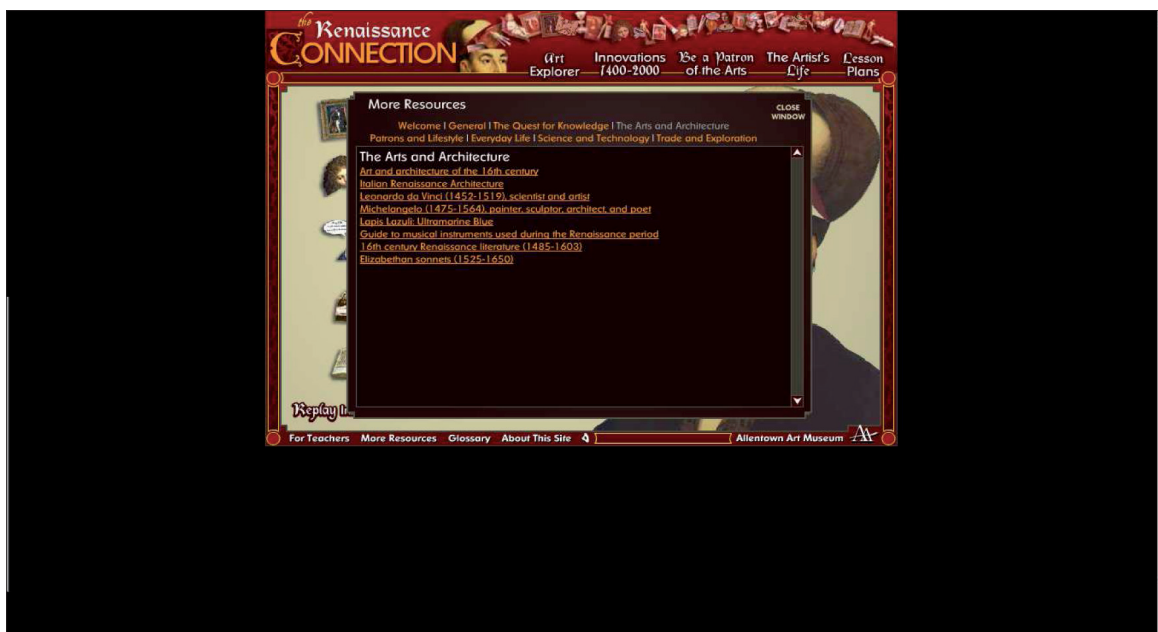 the Renaissance
CONNECTION
Art Explorer
Innovations 1400-2000
Be a Patron of the Arts
The Artist's Life
Lesson Plans
More Resources
CLOSE WINDOW
Welcome | General | The Quest for Knowledge | The Arts and Architecture
Patrons and Lifestyle | Everyday Life | Science and Technology | Trade and Exploration
The Arts and Architecture
Art and architecture of the 16th century
Italian Renaissance Architecture
Leonardo da Vinci (1452-1519), scientist and artist
Michelangelo (1475-1564), painter, sculptor, architect, and poet
Lapis Lazuli: Ultramarine Blue
Guide to musical instruments used during the Renaissance period
16th century Renaissance literature (1485-1603)
Elizabethan sonnets (1525-1650)
Replay In
For Teachers More Resources Glossary About This Site
Allentown Art Museum